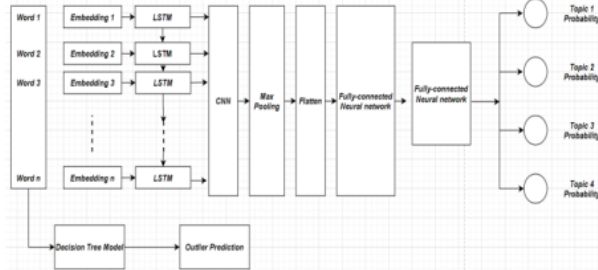 Word 1
Embedding 1
LSTM
Word 2
Embedding 2
LSTM
Word 3
Embedding 3
LSTM
Word n
Embedding n
LSTM
CNN
Max
Pooling
Flatten
Fully-connected
Neural network
Fully-connected
Neural network
Topic 1
Probability
Topic 2
Probability
Topic 3
Probability
Topic 4
Probability
Decision Tree Model
Outlier Prediction